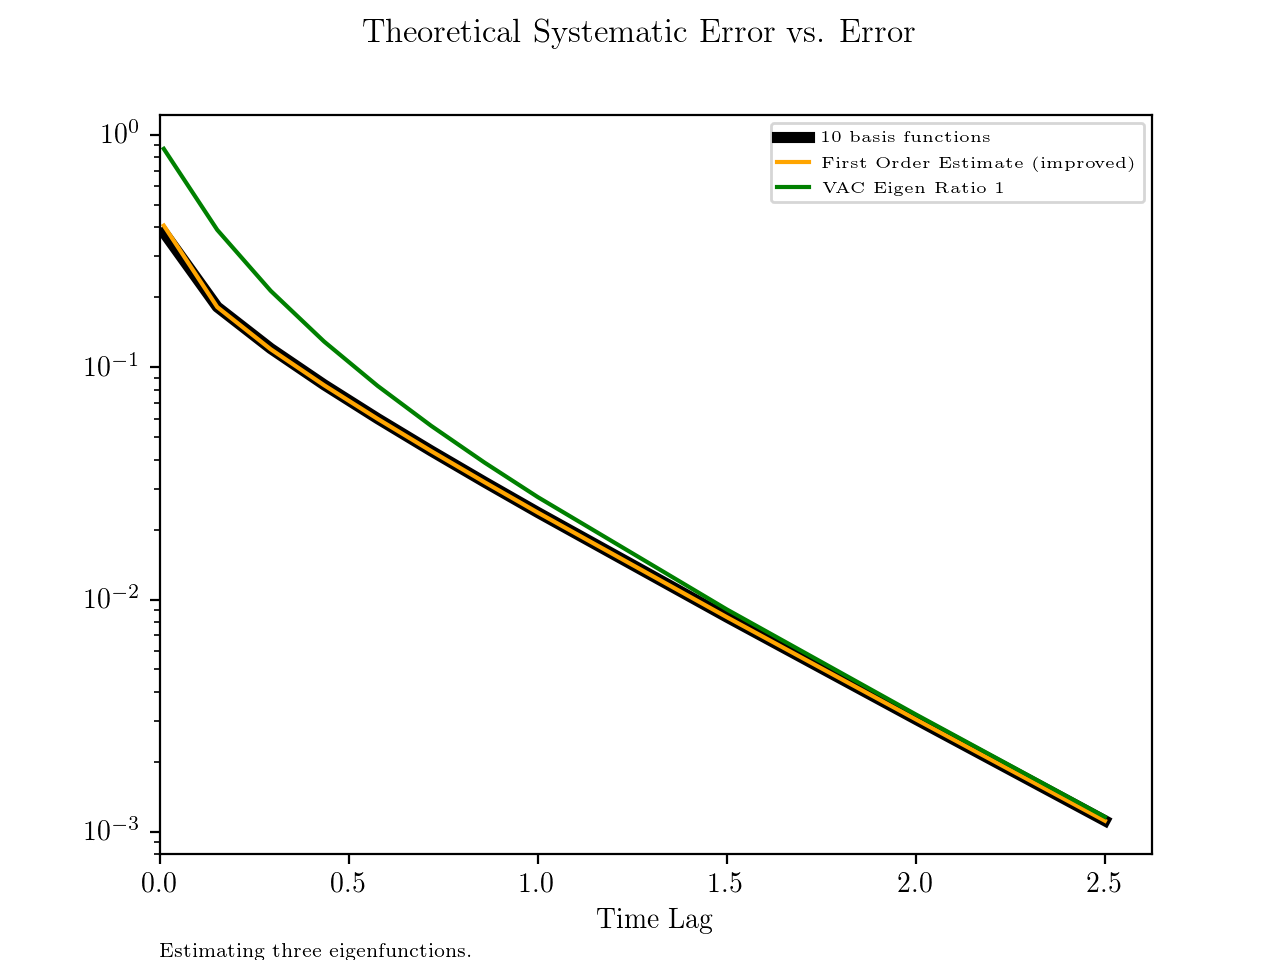 Theoretical Systematic Error vs. Error
10 basis functions
First Order Estimate (improved)
VAC Eigen Ratio 1
10⁰
10⁻¹
10⁻²
10⁻³
0.0 0.5 1.0 1.5 2.0 2.5
Time Lag
Estimating three eigenfunctions.